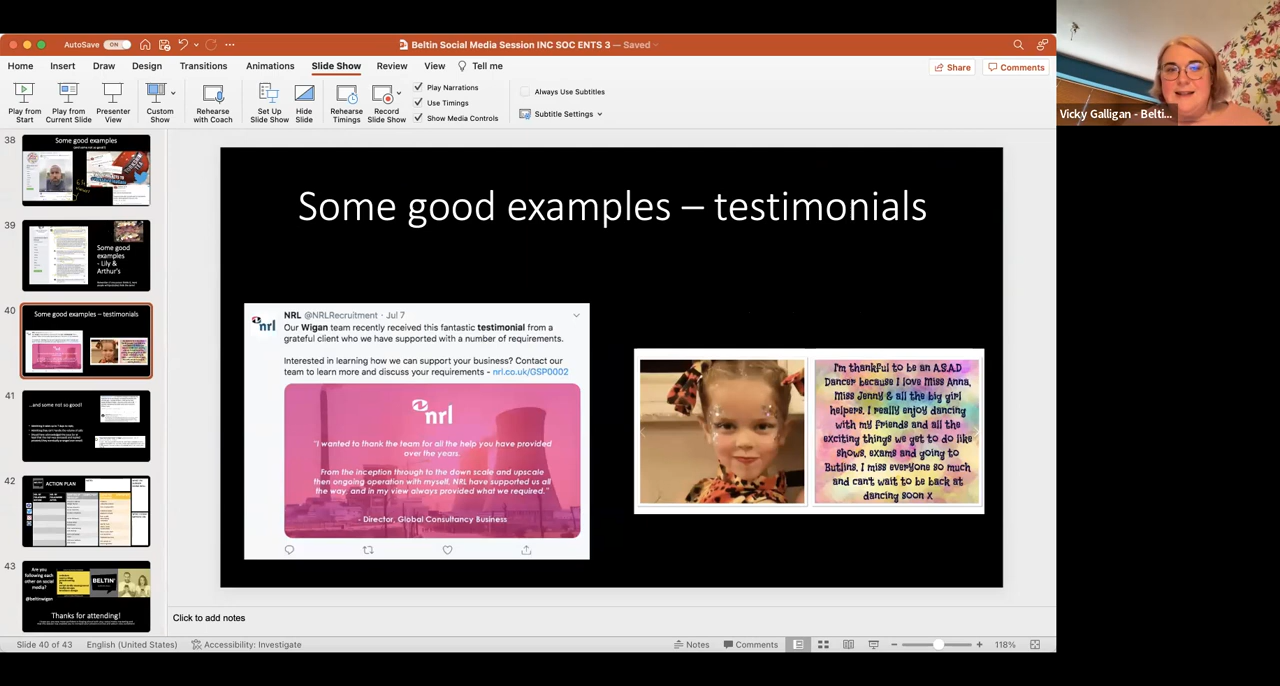 AutoSave ON
Beltin Social Media Session INC SOC ENTS 3 — Saved
Home Insert Draw Design Transitions Animations Slide Show Review View Tell me
Share Comments
Play from Start
Play from Current Slide
Presenter View
Custom Show
Rehearse with Coach
Set Up Slide Show
Hide Slide
Rehearse Timings
Record Slide Show
Play Narrations
Use Timings
Show Media Controls
Always Use Subtitles
Subtitle Settings
Vicky Galligan - Belti...
38
Some good examples
39
Some good
examples
- Lily &
Arthur's
40
Some good examples – testimonials
41
...and some not so good!
42
ACTION PLAN
43
Are you
following each
other on social
media?
@beltinwigan
BELTIN'
Thanks for attending!
Some good examples – testimonials
nrl
NRL @NRLRecruitment · Jul 7
Our Wigan team recently received this fantastic testimonial from a
grateful client who we have supported with a number of requirements.
Interested in learning how we can support your business? Contact our
team to learn more and discuss your requirements - nrl.co.uk/GSP0002
nrl
"I wanted to thank the team for all the help you have provided
over the years.
From the inception through to the down scale and upscale
then ongoing operation with myself, NRL have supported us all
the way, and in my view always provided what we required."
- Director, Global Consultancy Business
I'm thankful to be an A.S.A.D
Dancer because I love Miss Anna,
Miss Jenny & all the big girl
helpers. I really enjoy dancing
with my friends and all the
exciting things we get to do like
shows, exams and going to
Butlins. I miss everyone so much
and can't wait to be back at
dancing soon x
Click to add notes
Slide 40 of 43 English (United States) Accessibility: Investigate
Notes Comments 118%